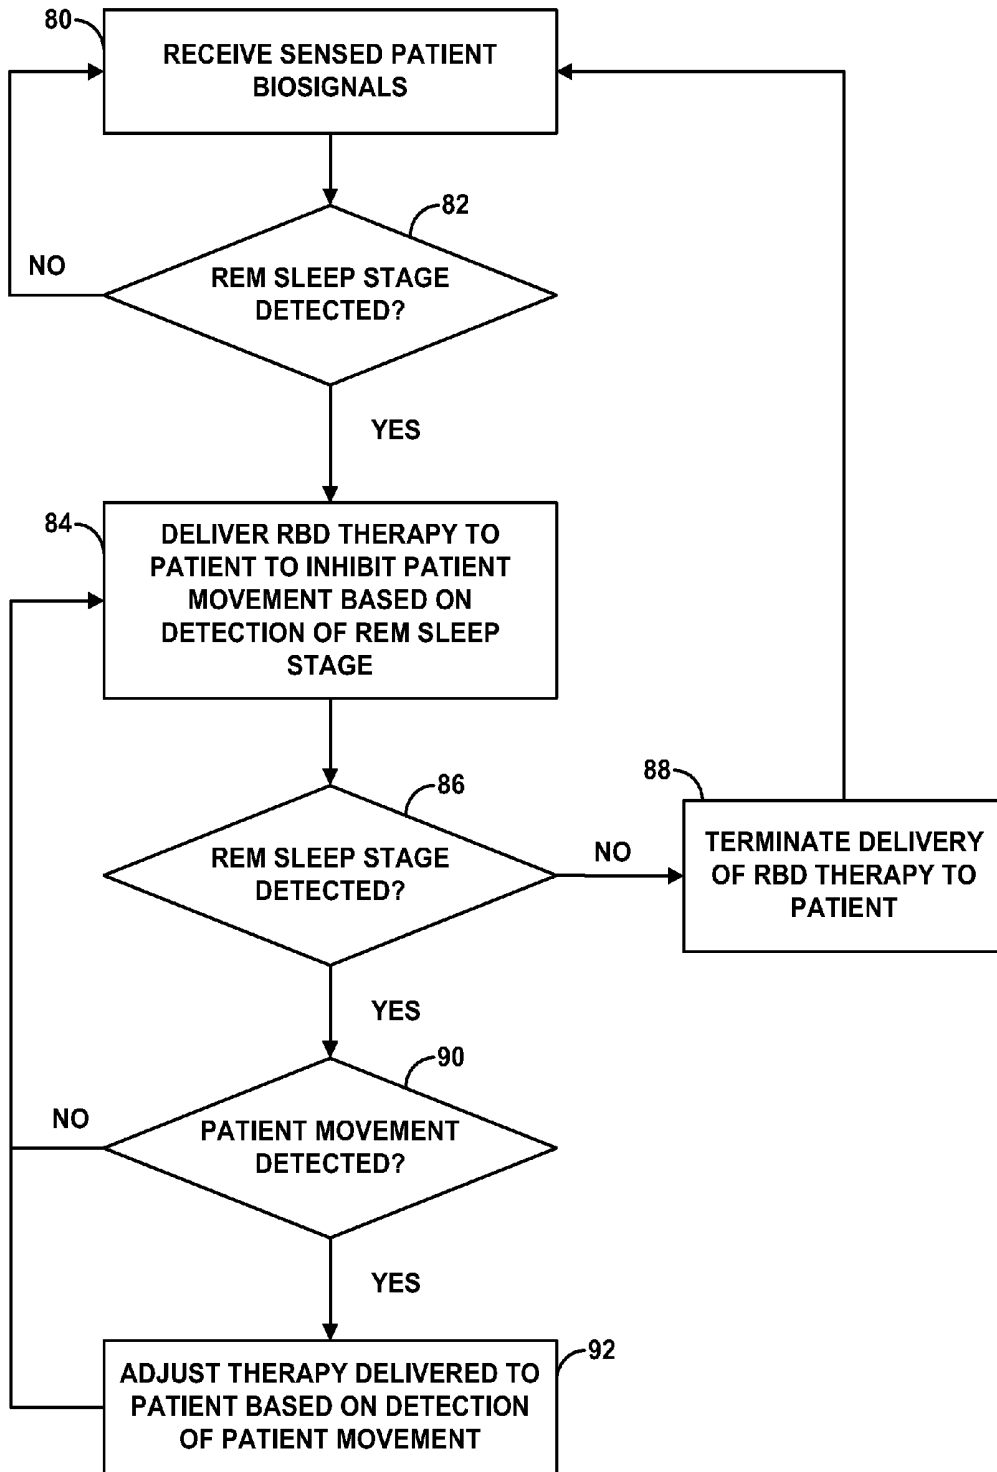 80
RECEIVE SENSED PATIENT
BIOSIGNALS
82
NO
REM SLEEP STAGE
DETECTED?
YES
84
DELIVER RBD THERAPY TO
PATIENT TO INHIBIT PATIENT
MOVEMENT BASED ON
DETECTION OF REM SLEEP
STAGE
86
REM SLEEP STAGE
DETECTED?
NO
88
TERMINATE DELIVERY
OF RBD THERAPY TO
PATIENT
YES
90
NO
PATIENT MOVEMENT
DETECTED?
YES
92
ADJUST THERAPY DELIVERED TO
PATIENT BASED ON DETECTION
OF PATIENT MOVEMENT